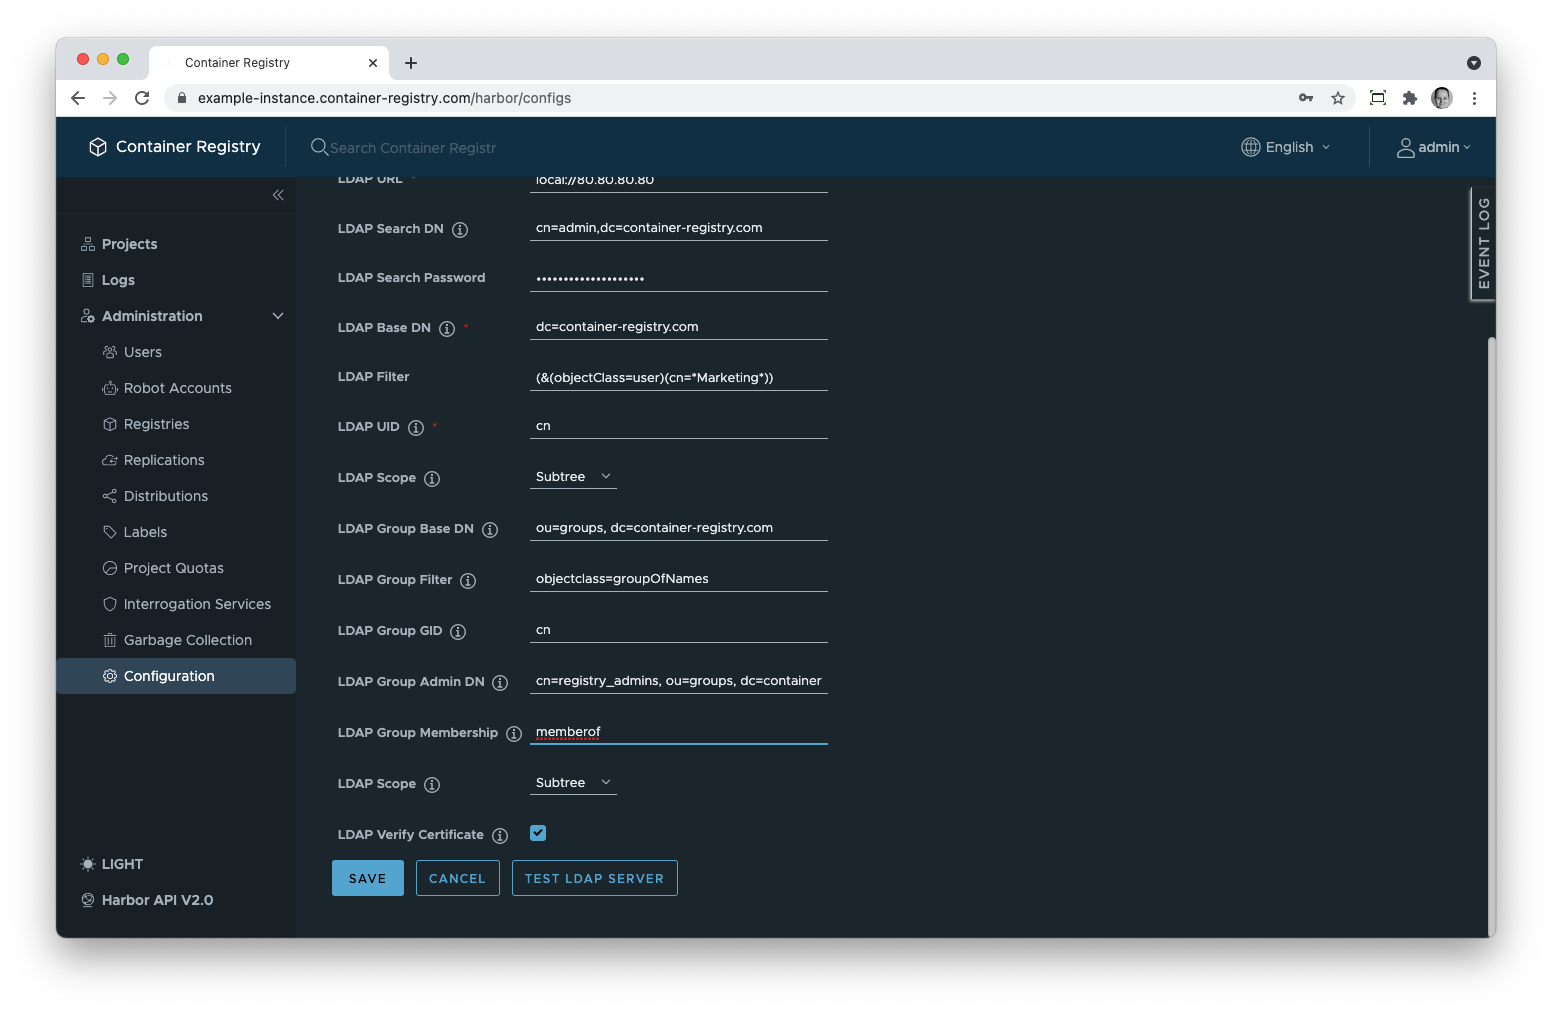 Container Registry
example-instance.container-registry.com/harbor/configs
Container Registry
Search Container Registr
English
admin
EVENT LOG
Projects
Logs
Administration
Users
Robot Accounts
Registries
Replications
Distributions
Labels
Project Quotas
Interrogation Services
Garbage Collection
Configuration
LIGHT
Harbor API V2.0
LDAP URL * local://80.80.80.80
LDAP Search DN cn=admin,dc=container-registry.com
LDAP Search Password ••••••••••••••••••••
LDAP Base DN * dc=container-registry.com
LDAP Filter (&(objectClass=user)(cn=*Marketing*))
LDAP UID * cn
LDAP Scope Subtree
LDAP Group Base DN ou=groups, dc=container-registry.com
LDAP Group Filter objectclass=groupOfNames
LDAP Group GID cn
LDAP Group Admin DN cn=registry_admins, ou=groups, dc=container
LDAP Group Membership memberof
LDAP Scope Subtree
LDAP Verify Certificate
SAVE CANCEL TEST LDAP SERVER